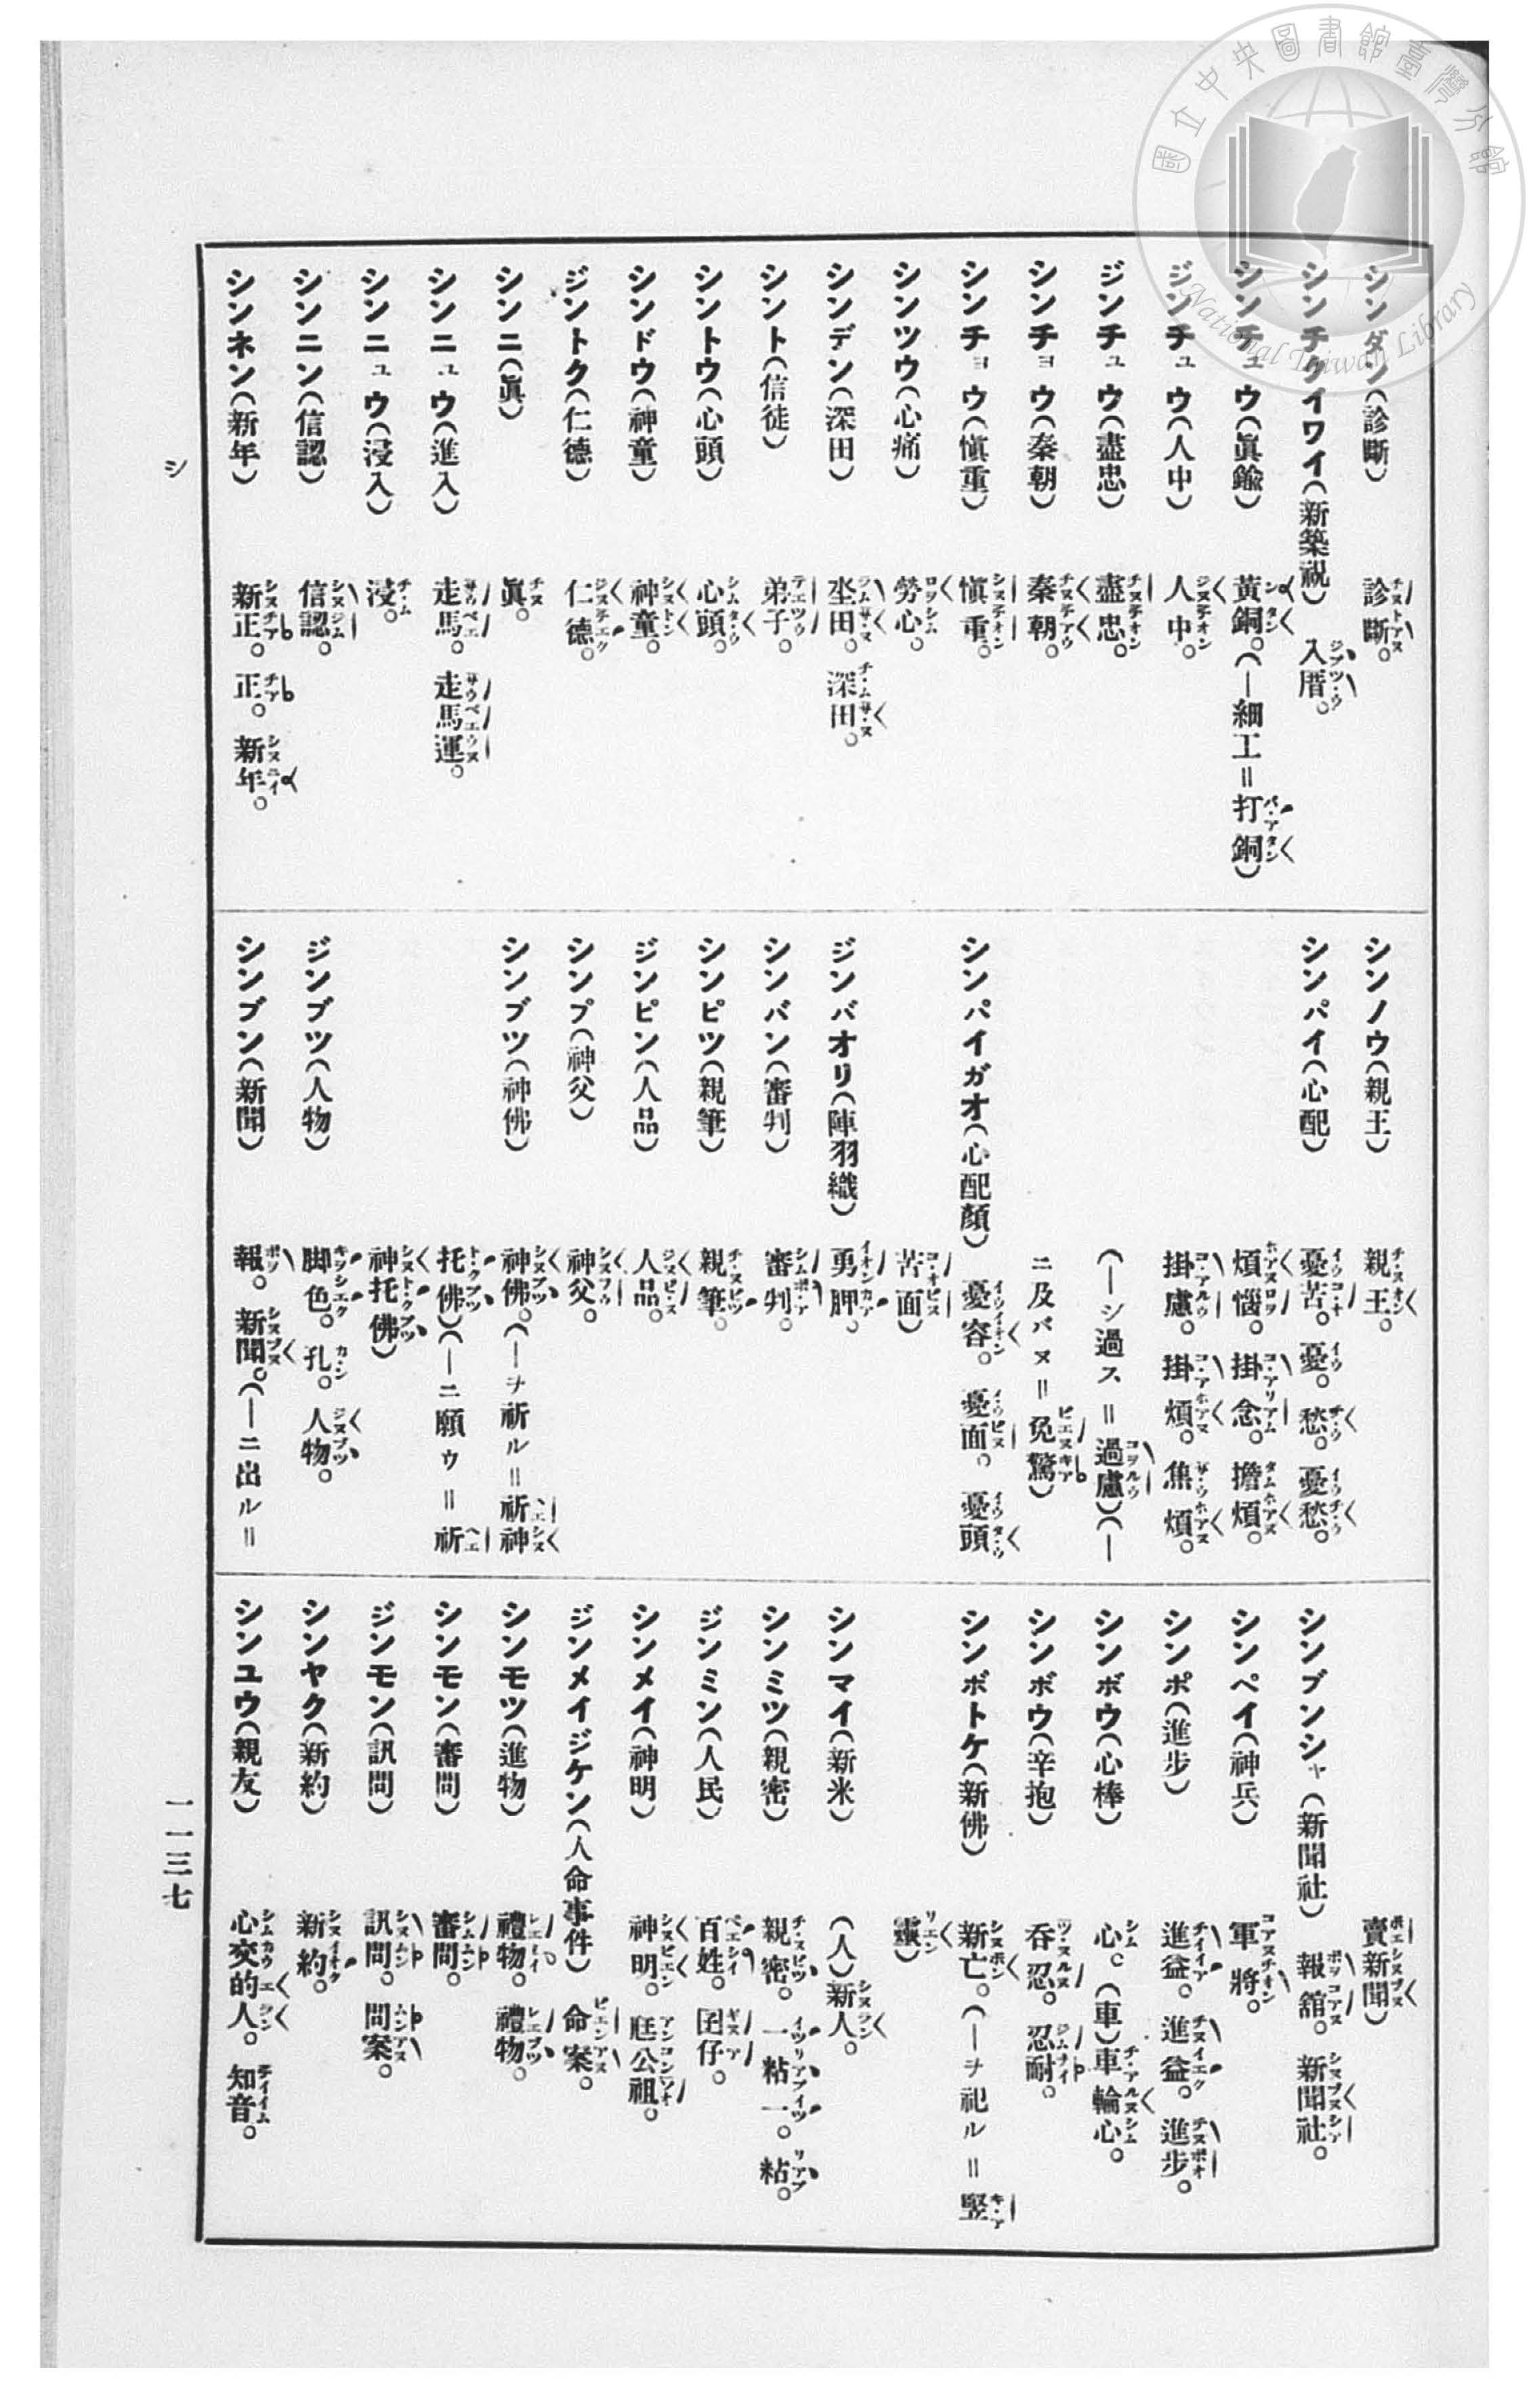 シンダン（診斷）　診斷。
シンチクイワイ（新築祝）　入厝。
シンチュウ（眞鍮）　黃銅。（―細工＝打銅）
ジンチュウ（人中）　人中。
ジンチュウ（盡忠）　盡忠。
シンチョウ（秦朝）　秦朝。
シンチョウ（愼重）　愼重。
シンツウ（心痛）　勞心。
シンデン（深田）　坔田。深田。
シント（信徒）　弟子。
シントウ（心頭）　心頭。
シンドウ（神童）　神童。
ジントク（仁德）　仁德。
シンニ（眞）　眞。
シンニュウ（進入）　走馬。走馬運。
シンニュウ（浸入）　浸。
シンニン（信認）　信認。
シンネン（新年）　新正。正。新年。
シンノウ（親王）　親王。
シンパイ（心配）　憂苦。憂。愁。憂愁。
煩惱。掛念。擔煩。
掛慮。掛煩。焦煩。
（―シ過ス＝過慮）（―
ニ及バヌ＝免驚）
シンパイガオ（心配顏）　憂容。憂面。憂頭
苦面）
ジンバオリ（陣羽織）　勇胛。
シンバン（審判）　審判。
シンピツ（親筆）　親筆。
ジンピン（人品）　人品。
シンプ（神父）　神父。
シンブツ（神佛）　神佛。（―ヲ祈ル＝祈神
托佛）（―ニ願ウ＝祈
神托佛）
ジンブツ（人物）　脚色。孔。人物。
シンブン（新聞）　報。新聞。（―ニ出ル＝
賣新聞）
シンブンシャ（新聞社）　報舘。新聞社。
シンペイ（神兵）　軍將。
シンポ（進步）　進益。進益。進步。
シンボウ（心棒）　心。（車）車輪心。
シンボウ（辛抱）　吞忍。忍耐。
シンボトケ（新佛）　新亡。（―ヲ祀ル＝竪
靈）
シンマイ（新米）　（人）新人。
シンミツ（親密）　親密。一粘一。粘。
ジンミン（人民）　百姓。囝仔。
シンメイ（神明）　神明。尫公祖。
ジンメイジケン（人命事件）　命案。
シンモツ（進物）　禮物。禮物。
シンモン（審問）　審問。
ジンモン（訊問）　訊問。問案。
シンヤク（新約）　新約。
シンユウ（親友）　心交的人。知音。
シ
一一三七
國立中央圖書館臺灣分館
National Taiwan Library